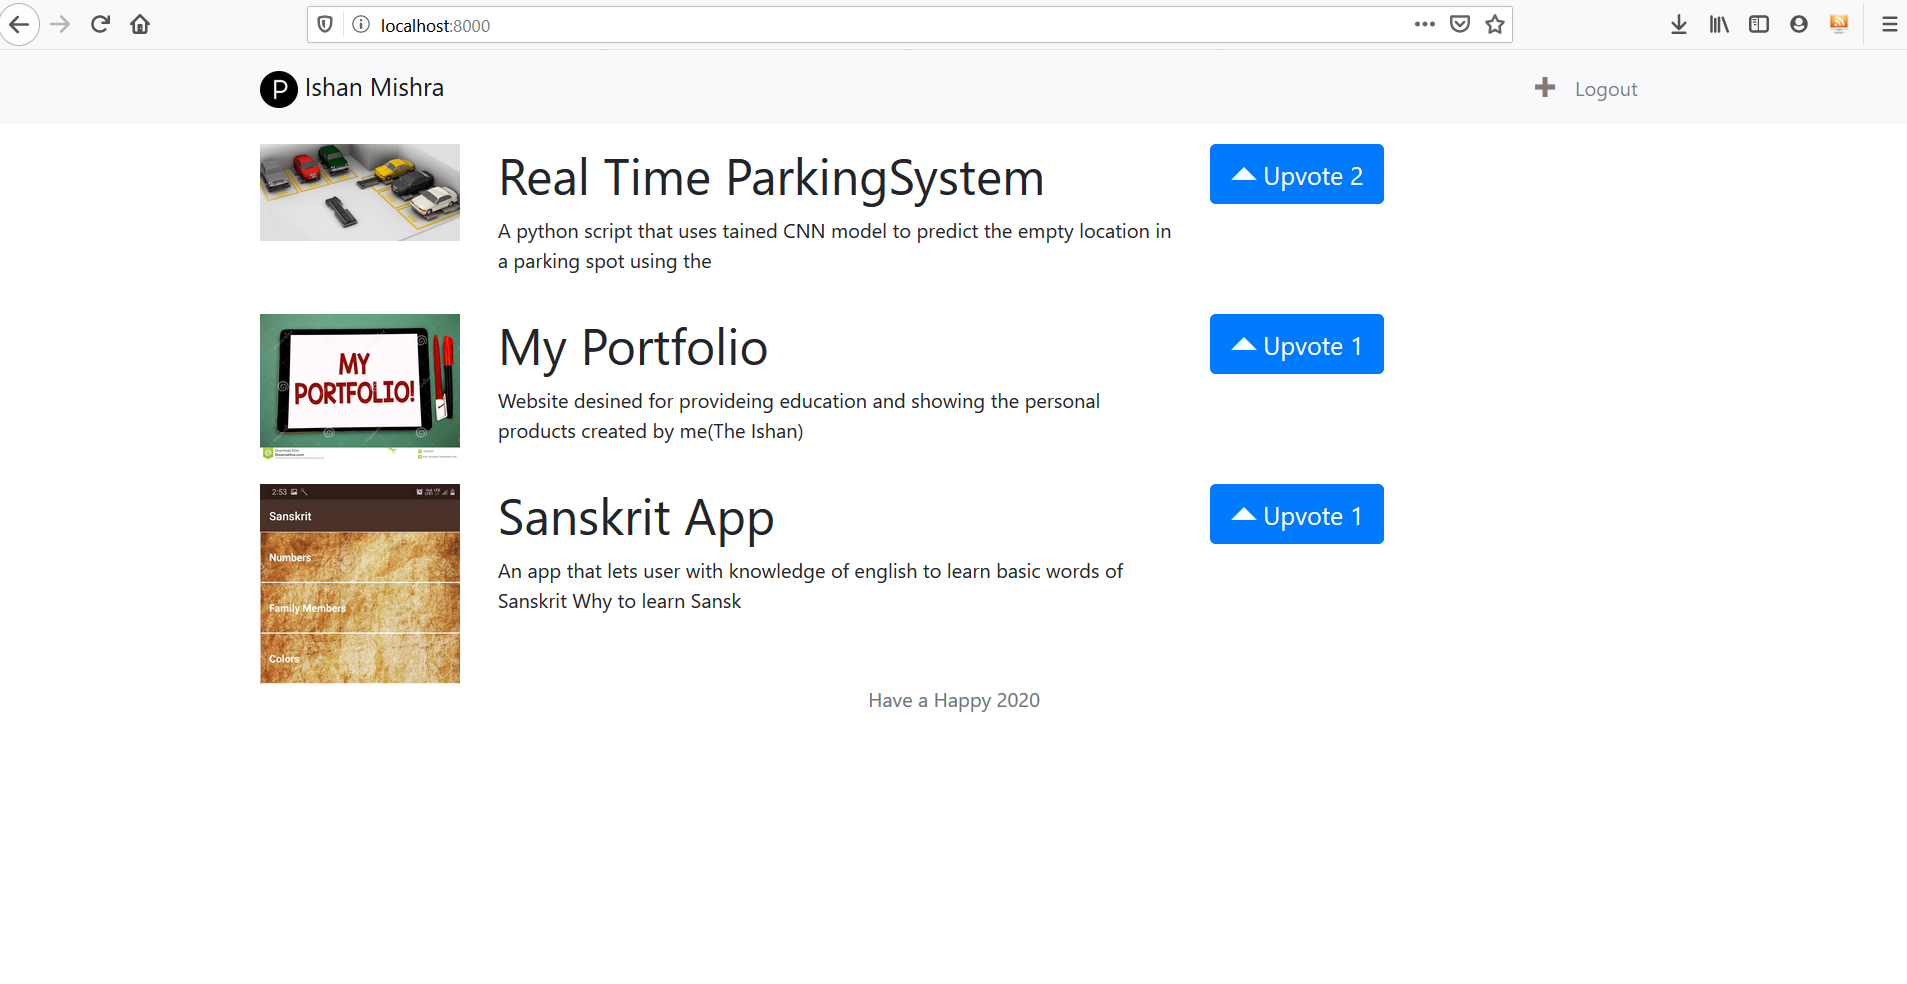 localhost:8000
P Ishan Mishra
Logout
Real Time ParkingSystem
Upvote 2
A python script that uses tained CNN model to predict the empty location in
a parking spot using the
MY
PORTFOLIO!
My Portfolio
Upvote 1
Website desined for provideing education and showing the personal
products created by me(The Ishan)
2:53
Sanskrit
Numbers
Family Members
Colors
Sanskrit App
Upvote 1
An app that lets user with knowledge of english to learn basic words of
Sanskrit Why to learn Sansk
Have a Happy 2020